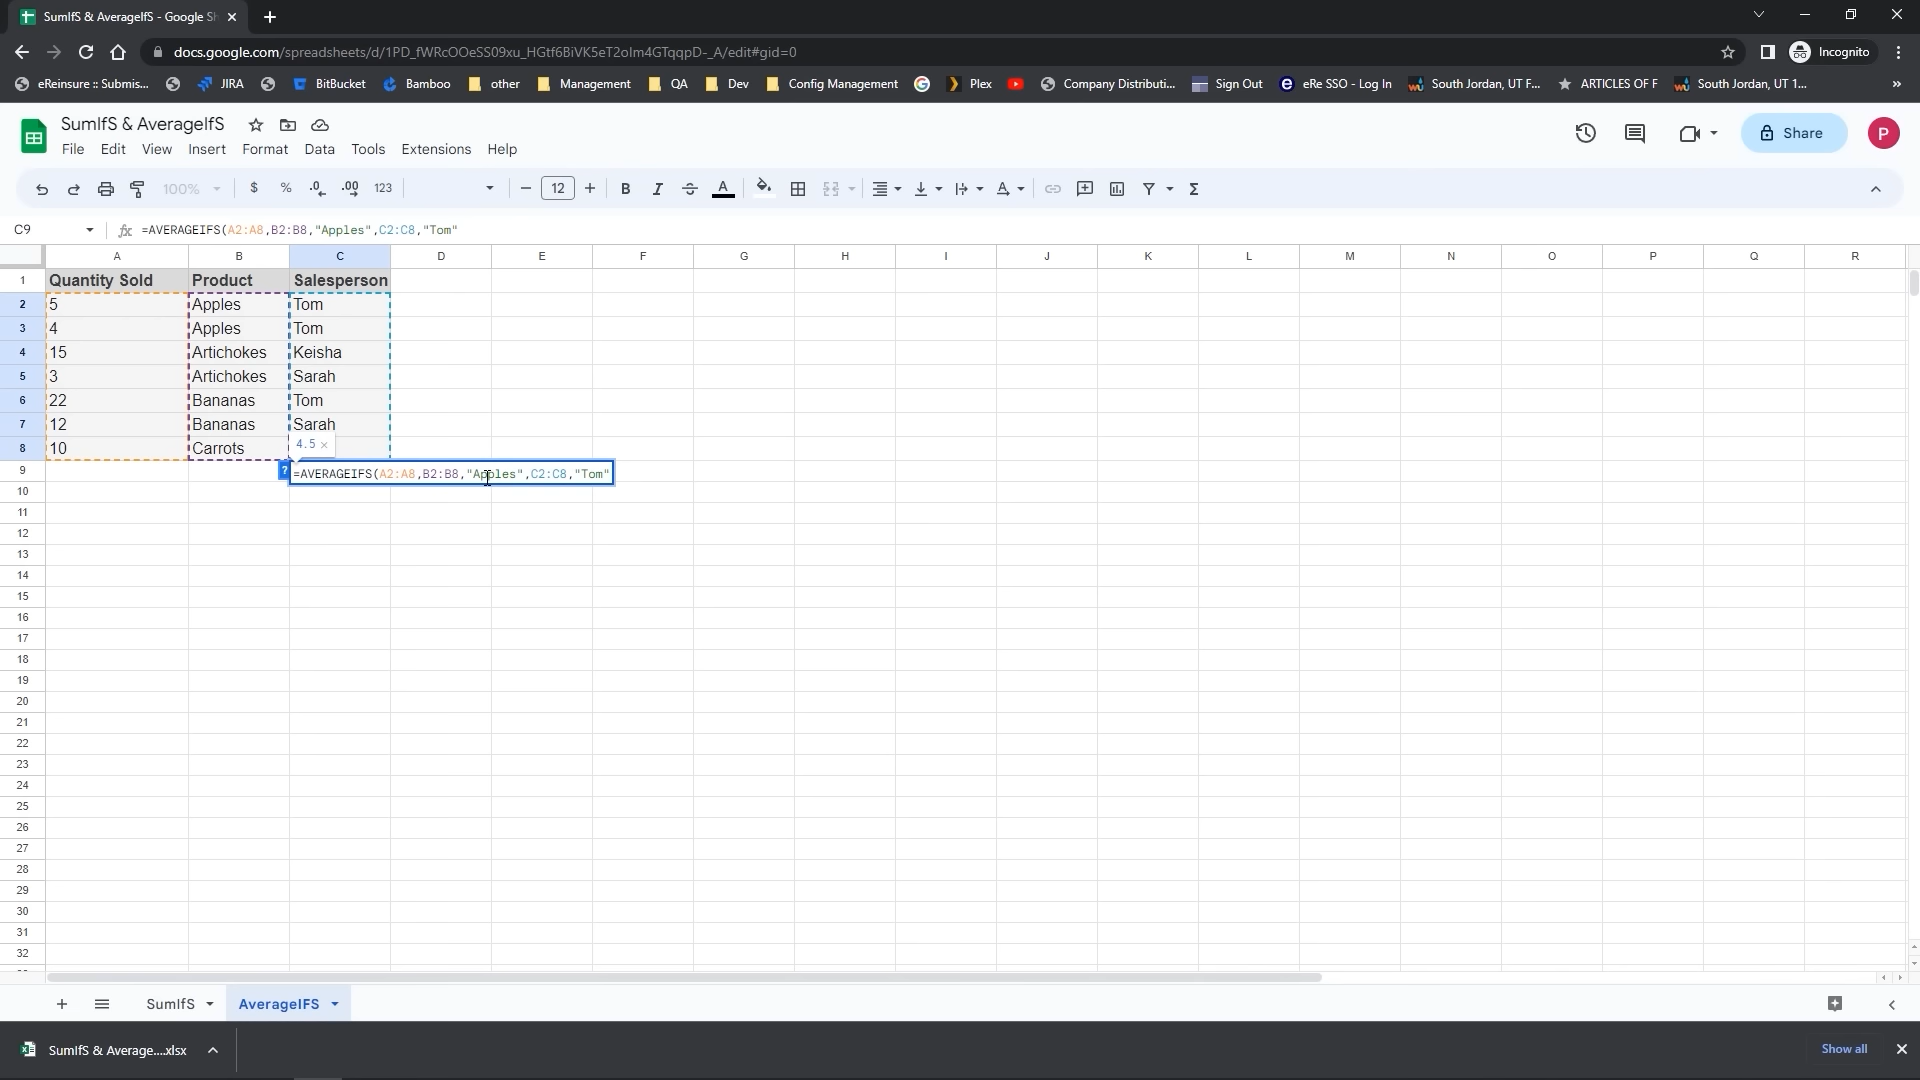 SumIfS & AverageIfS - Google Sh
docs.google.com/spreadsheets/d/1PD_fWRcOOeSS09xu_HGtf6BiVK5eT2oIm4GTqqpD-_A/edit#gid=0
Incognito
eReinsure :: Submis... JIRA BitBucket Bamboo other Management QA Dev Config Management Plex Company Distributi... Sign Out eRe SSO - Log In South Jordan, UT F... ARTICLES OF F South Jordan, UT 1... »
SumIfS & AverageIfS
Share
P
File Edit View Insert Format Data Tools Extensions Help
100% $ % .0 .00 123 12 B I S A Σ
C9 fx =AVERAGEIFS(A2:A8,B2:B8,"Apples",C2:C8,"Tom"
A B C D E F G H I J K L M N O P Q R
1 Quantity Sold Product Salesperson
2 5 Apples Tom
3 4 Apples Tom
4 15 Artichokes Keisha
5 3 Artichokes Sarah
6 22 Bananas Tom
7 12 Bananas Sarah
4.5 ×
8 10 Carrots
9 ? =AVERAGEIFS(A2:A8,B2:B8,"Apples",C2:C8,"Tom"
10
11
12
13
14
15
16
17
18
19
20
21
22
23
24
25
26
27
28
29
30
31
32
SumIfS AverageIFS
SumIfS & Average....xlsx
Show all